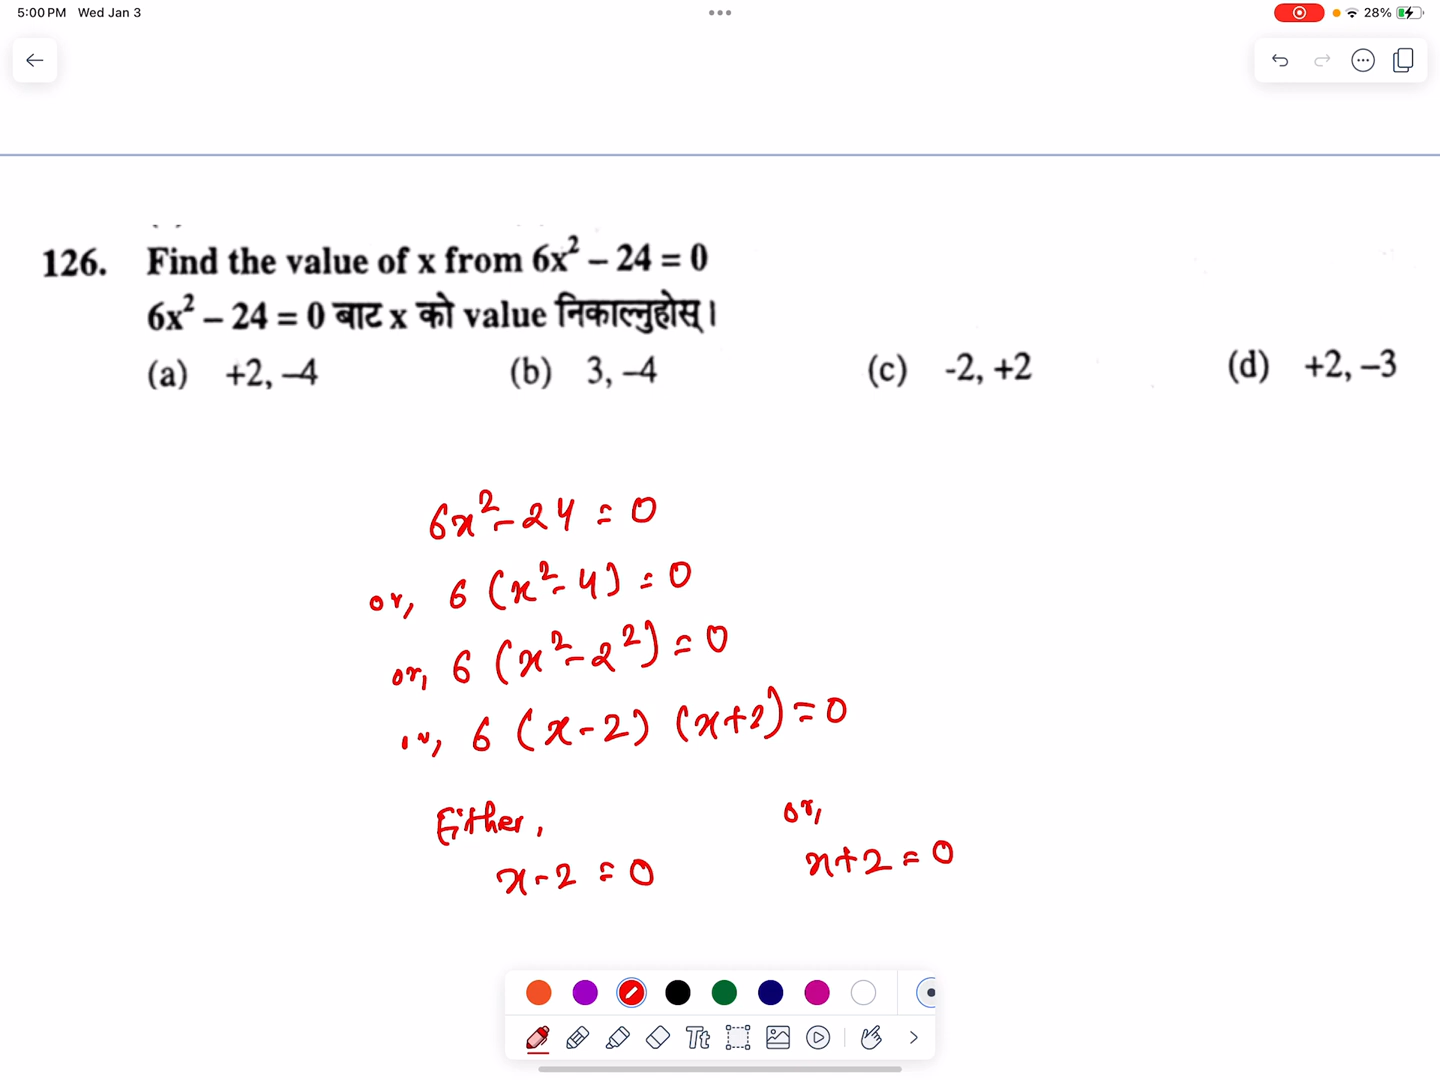 5:00 PM Wed Jan 3
28%
126. Find the value of x from 6x² – 24 = 0
6x² – 24 = 0 बाट x को value निकाल्नुहोस् ।
(a) +2, –4 (b) 3, –4 (c) -2, +2 (d) +2, –3
6x² - 24 = 0
or, 6 (x² - 4) = 0
or, 6 (x² - 2²) = 0
or, 6 (x - 2) (x + 2) = 0
Either, or,
x - 2 = 0 x + 2 = 0
Tt